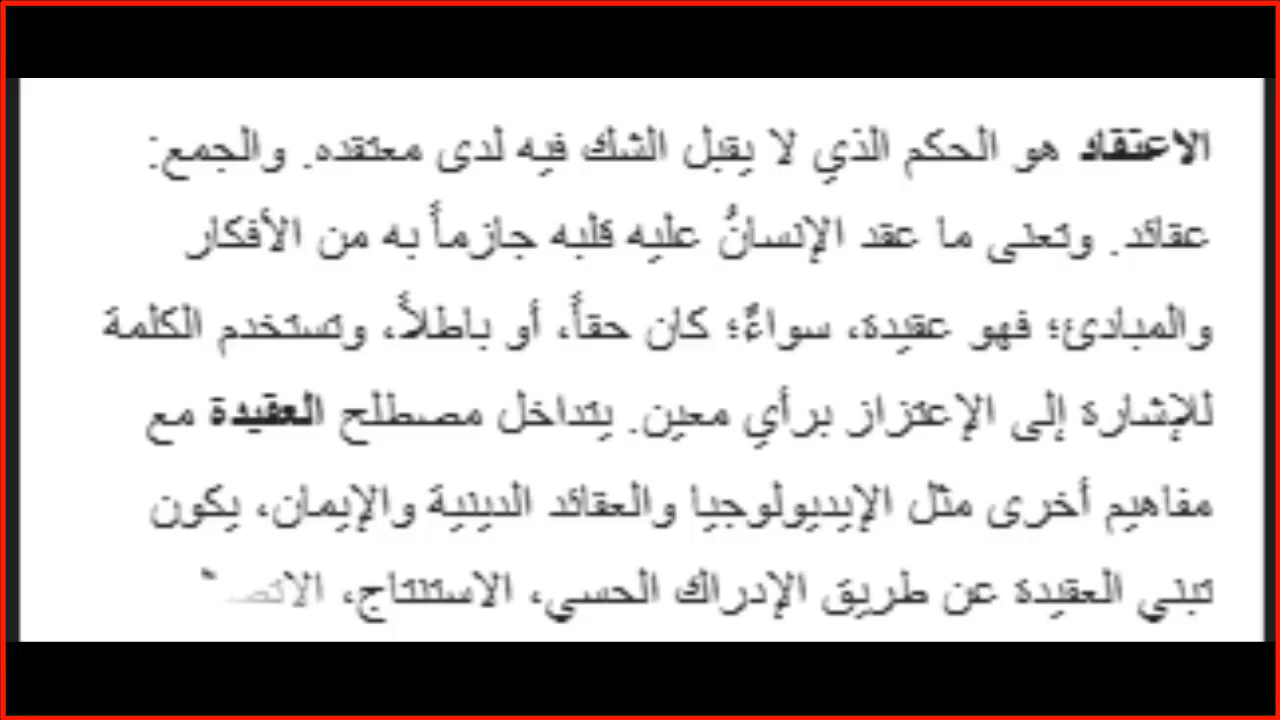 الاعتقاد هو الحكم الذي لا يقبل الشك فيه لدى معتقده. والجمع:
عقائد. وتعنى ما عقد الإنسانُ عليه قلبه جازماً به من الأفكار
والمبادئ؛ فهو عقيدة، سواءٌ؛ كان حقاً، أو باطلاً، وتستخدم الكلمة
للإشارة إلى الإعتزاز برأي معين. يتداخل مصطلح العقيدة مع
مفاهيم أخرى مثل الإيديولوجيا والعقائد الدينية والإيمان، يكون
تبني العقيدة عن طريق الإدراك الحسي، الاستنتاج،